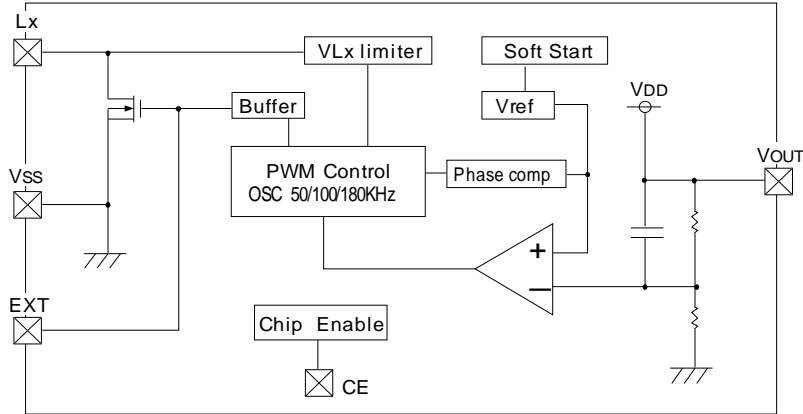 Lx
VLx limiter
Soft Start
Buffer
Vref
VDD
VSS
PWM Control
OSC 50/100/180KHz
Phase comp
VOUT
+
−
EXT
Chip Enable
CE